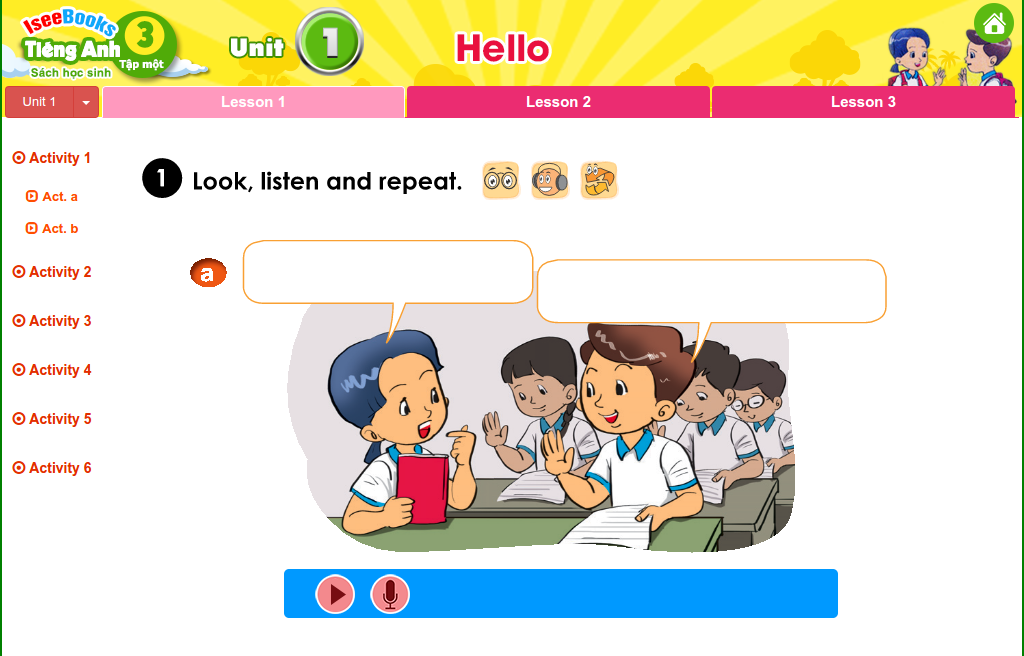 IseeBooks
Tiếng Anh 3
Tập một
Sách học sinh
Unit 1
Hello
Unit 1
Lesson 1
Lesson 2
Lesson 3
Activity 1
Act. a
Act. b
Activity 2
Activity 3
Activity 4
Activity 5
Activity 6
1 Look, listen and repeat.
a